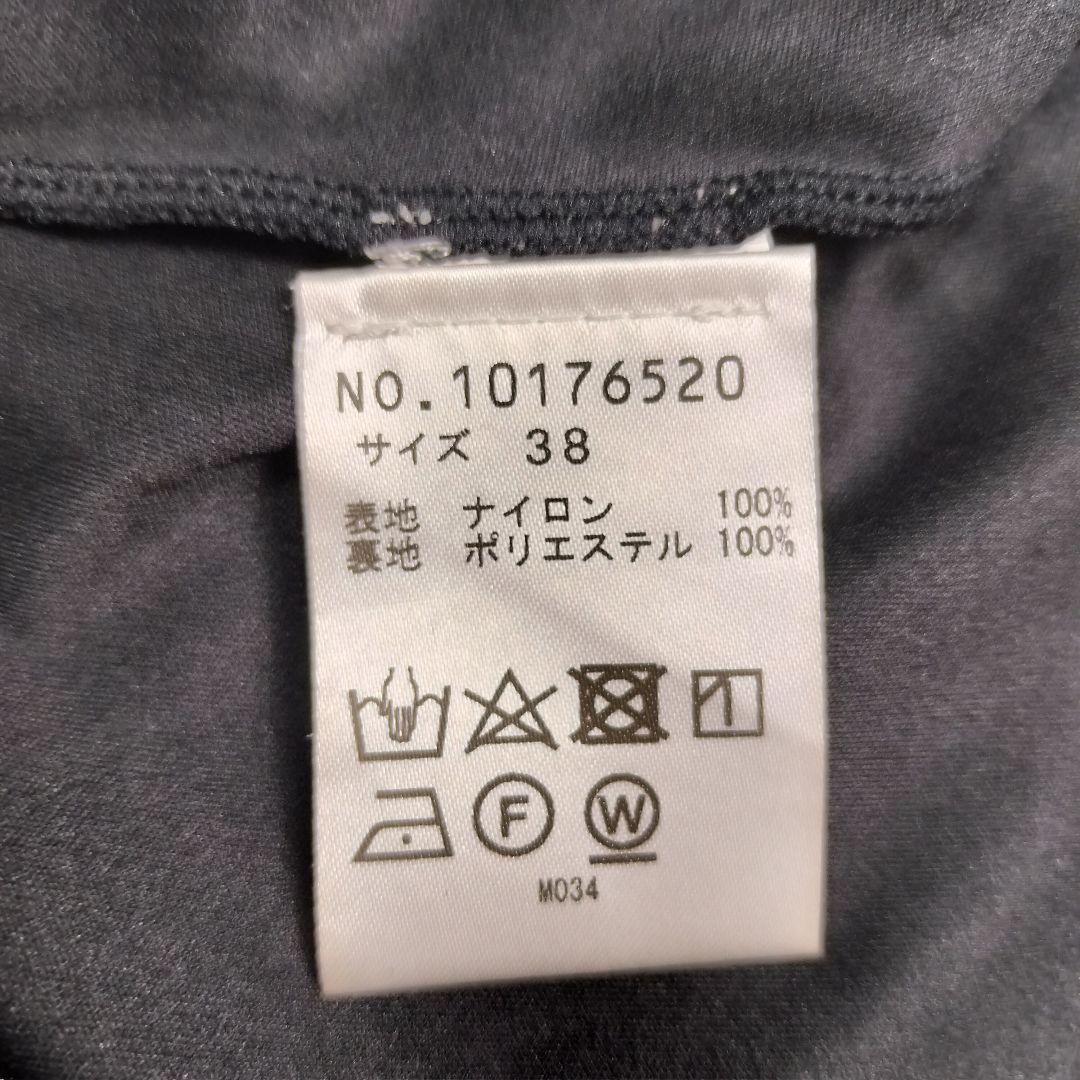 NO.10176520
サイズ 38
表地 ナイロン 100%
裏地 ポリエステル 100%
F W
M034